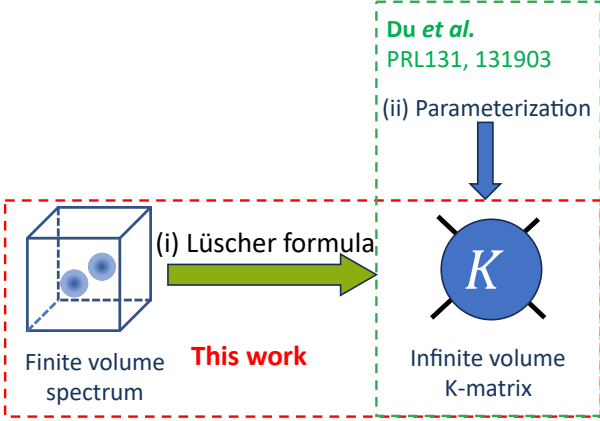 Du et al.
PRL131, 131903
(ii) Parameterization
(i) Lüscher formula
K
Finite volume
spectrum
This work
Infinite volume
K-matrix